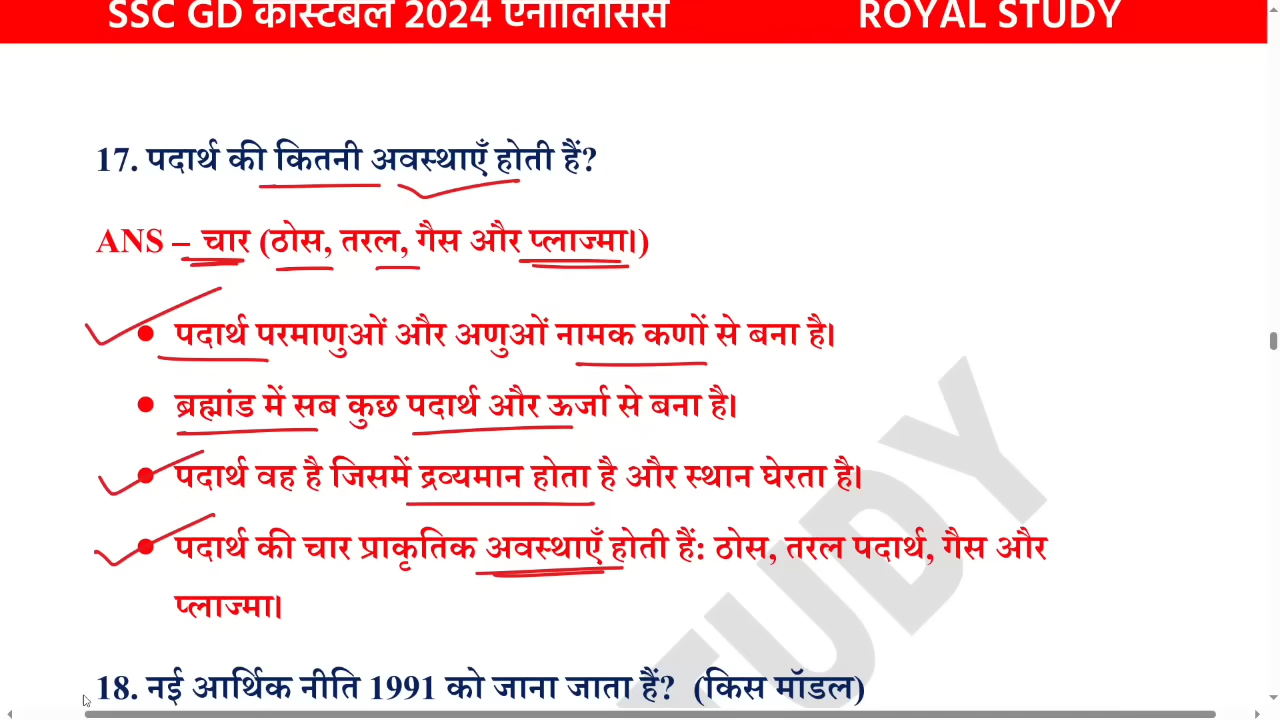 SSC GD कांस्टेबल 2024 एनालिसिस ROYAL STUDY
17. पदार्थ की कितनी अवस्थाएँ होती हैं?
ANS – चार (ठोस, तरल, गैस और प्लाज्मा।)
• पदार्थ परमाणुओं और अणुओं नामक कणों से बना है।
• ब्रह्मांड में सब कुछ पदार्थ और ऊर्जा से बना है।
• पदार्थ वह है जिसमें द्रव्यमान होता है और स्थान घेरता है।
• पदार्थ की चार प्राकृतिक अवस्थाएँ होती हैं: ठोस, तरल पदार्थ, गैस और
प्लाज्मा।
18. नई आर्थिक नीति 1991 को जाना जाता हैं? (किस मॉडल)
STUDY